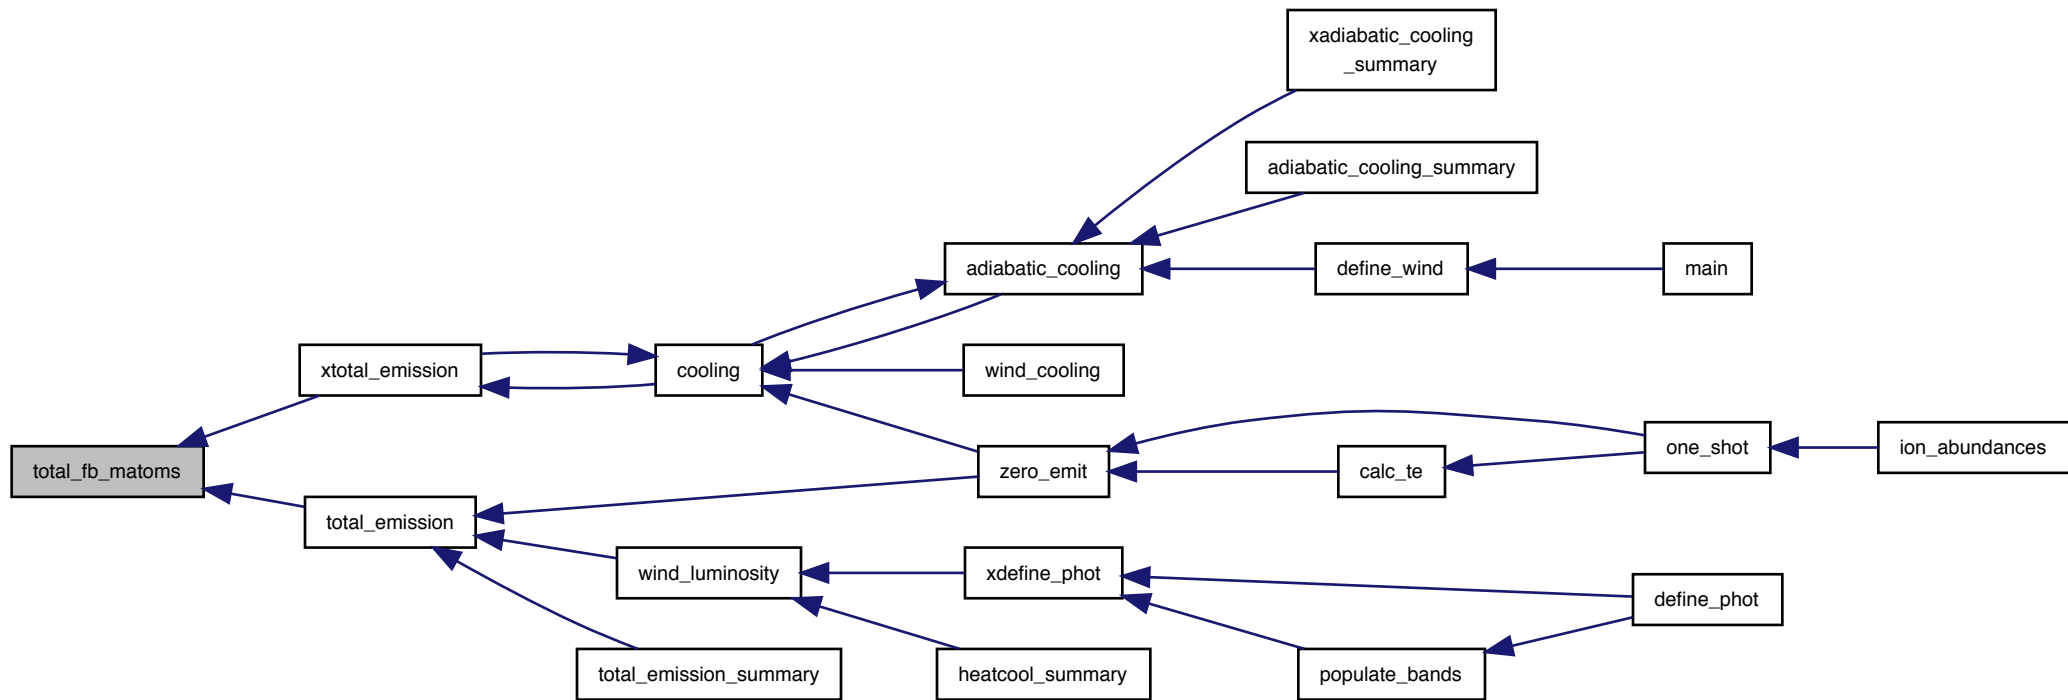 xadiabatic_cooling
_summary
adiabatic_cooling_summary
adiabatic_cooling
define_wind
main
xtotal_emission
cooling
wind_cooling
total_fb_matoms
zero_emit
calc_te
one_shot
ion_abundances
total_emission
wind_luminosity
xdefine_phot
define_phot
total_emission_summary
heatcool_summary
populate_bands